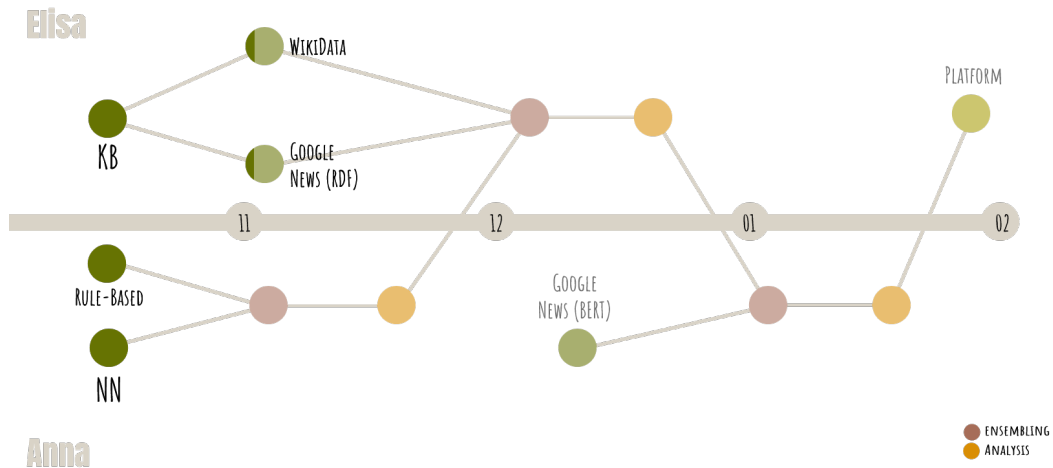 Elisa
WikiData
KB
Google
News (RDF)
Platform
11
12
01
02
Rule-Based
NN
Google
News (BERT)
Anna
ensembling
Analysis